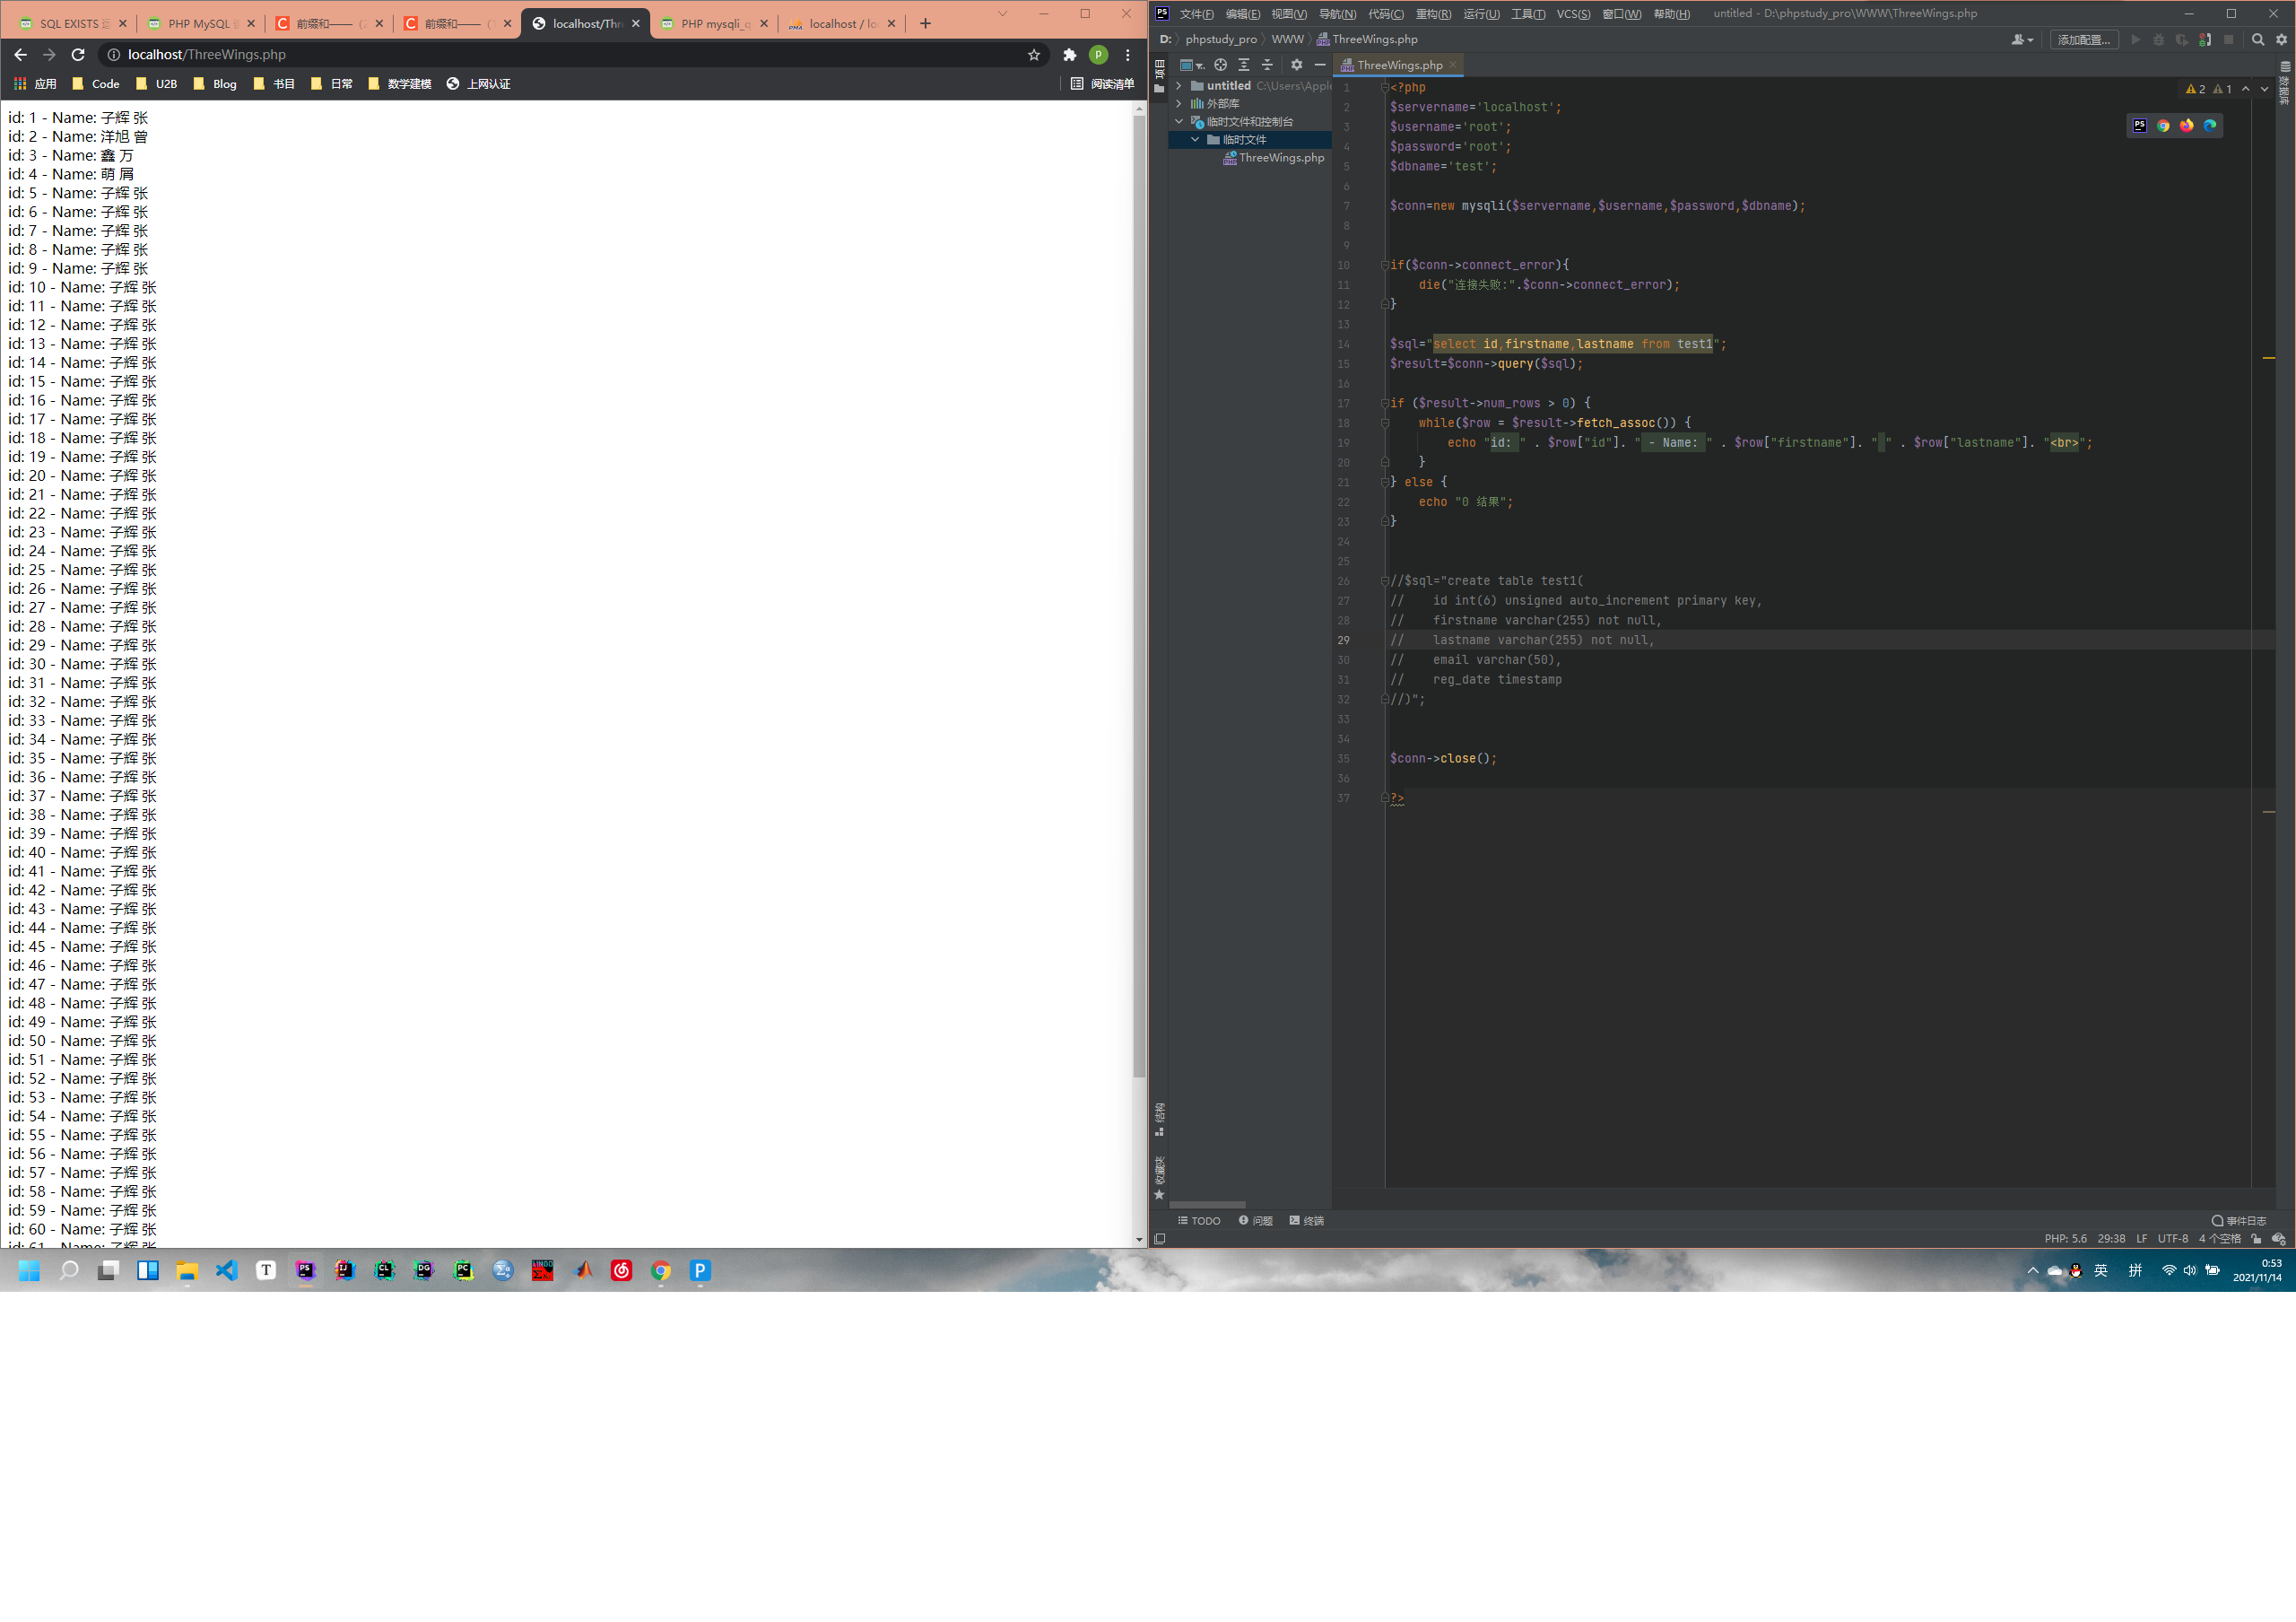 SQL EXISTS 运
PHP MySQL 选
前缀和—— (2
前缀和—— (1
localhost/Thre
PHP mysqli_q
localhost / loc
localhost/ThreeWings.php
应用
Code
U2B
Blog
书目
日常
数学建模
上网认证
阅读清单
id: 1 - Name: 子辉 张
id: 2 - Name: 洋旭 曾
id: 3 - Name: 鑫 万
id: 4 - Name: 萌 屑
id: 5 - Name: 子辉 张
id: 6 - Name: 子辉 张
id: 7 - Name: 子辉 张
id: 8 - Name: 子辉 张
id: 9 - Name: 子辉 张
id: 10 - Name: 子辉 张
id: 11 - Name: 子辉 张
id: 12 - Name: 子辉 张
id: 13 - Name: 子辉 张
id: 14 - Name: 子辉 张
id: 15 - Name: 子辉 张
id: 16 - Name: 子辉 张
id: 17 - Name: 子辉 张
id: 18 - Name: 子辉 张
id: 19 - Name: 子辉 张
id: 20 - Name: 子辉 张
id: 21 - Name: 子辉 张
id: 22 - Name: 子辉 张
id: 23 - Name: 子辉 张
id: 24 - Name: 子辉 张
id: 25 - Name: 子辉 张
id: 26 - Name: 子辉 张
id: 27 - Name: 子辉 张
id: 28 - Name: 子辉 张
id: 29 - Name: 子辉 张
id: 30 - Name: 子辉 张
id: 31 - Name: 子辉 张
id: 32 - Name: 子辉 张
id: 33 - Name: 子辉 张
id: 34 - Name: 子辉 张
id: 35 - Name: 子辉 张
id: 36 - Name: 子辉 张
id: 37 - Name: 子辉 张
id: 38 - Name: 子辉 张
id: 39 - Name: 子辉 张
id: 40 - Name: 子辉 张
id: 41 - Name: 子辉 张
id: 42 - Name: 子辉 张
id: 43 - Name: 子辉 张
id: 44 - Name: 子辉 张
id: 45 - Name: 子辉 张
id: 46 - Name: 子辉 张
id: 47 - Name: 子辉 张
id: 48 - Name: 子辉 张
id: 49 - Name: 子辉 张
id: 50 - Name: 子辉 张
id: 51 - Name: 子辉 张
id: 52 - Name: 子辉 张
id: 53 - Name: 子辉 张
id: 54 - Name: 子辉 张
id: 55 - Name: 子辉 张
id: 56 - Name: 子辉 张
id: 57 - Name: 子辉 张
id: 58 - Name: 子辉 张
id: 59 - Name: 子辉 张
id: 60 - Name: 子辉 张
id: 61 - Name: 子辉 张
文件(F) 编辑(E) 视图(V) 导航(N) 代码(C) 重构(R) 运行(U) 工具(T) VCS(S) 窗口(W) 帮助(H) untitled - D:\phpstudy_pro\WWW\ThreeWings.php
D: phpstudy_pro WWW ThreeWings.php
添加配置...
项目
untitled C:\Users\Apple
外部库
临时文件和控制台
临时文件
ThreeWings.php
结构
收藏夹
数据库
ThreeWings.php
2 1
1 <?php
2 $servername='localhost';
3 $username='root';
4 $password='root';
5 $dbname='test';
6
7 $conn=new mysqli($servername,$username,$password,$dbname);
8
9
10 if($conn->connect_error){
11 die("连接失败:".$conn->connect_error);
12 }
13
14 $sql="select id,firstname,lastname from test1";
15 $result=$conn->query($sql);
16
17 if ($result->num_rows > 0) {
18 while($row = $result->fetch_assoc()) {
19 echo "id: " . $row["id"]. " - Name: " . $row["firstname"]. " " . $row["lastname"]. "<br>";
20 }
21 } else {
22 echo "0 结果";
23 }
24
25
26 //$sql="create table test1(
27 // id int(6) unsigned auto_increment primary key,
28 // firstname varchar(255) not null,
29 // lastname varchar(255) not null,
30 // email varchar(50),
31 // reg_date timestamp
32 //)";
33
34
35 $conn->close();
36
37 ?>
TODO 问题 终端 事件日志
PHP: 5.6 29:38 LF UTF-8 4 个空格
英 拼
0:53
2021/11/14